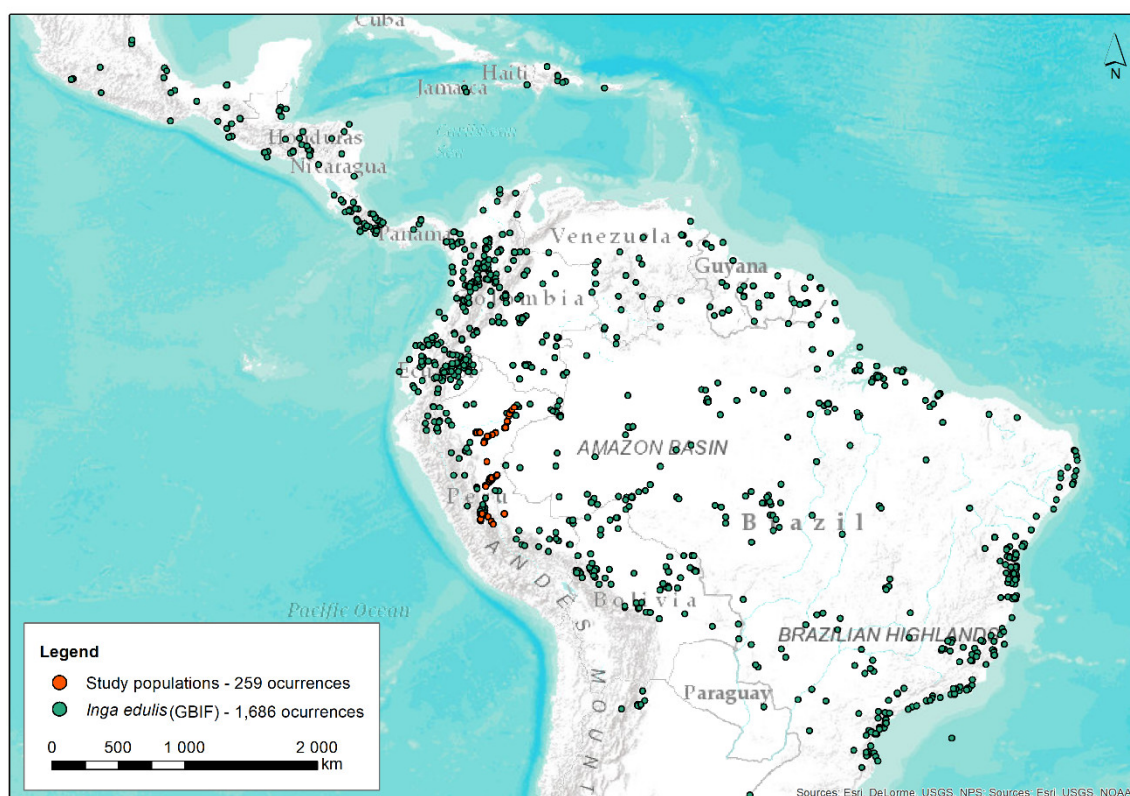 Cuba
N
Haiti
Jamaica
Honduras
Nicaragua
Panama
Venezuela
Guyana
Colombia
Ecu
AMAZON BASIN
Peru
Brazil
ANDES MOUNT
Bolivia
Pacific Ocean
BRAZILIAN HIGHLANDS
Paraguay
Legend
Study populations - 259 ocurrences
Inga edulis (GBIF) - 1,686 ocurrences
0 500 1 000 2 000
km
Sources: Esri, DeLorme, USGS, NPS; Sources: Esri, USGS, NOAA